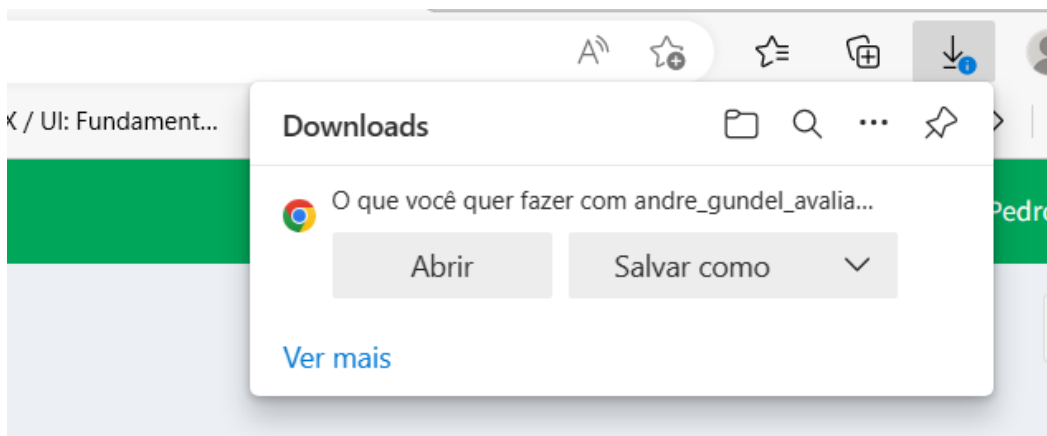 X / UI: Fundament...
Downloads
O que você quer fazer com andre_gundel_avalia...
Pedro
Abrir
Salvar como
Ver mais